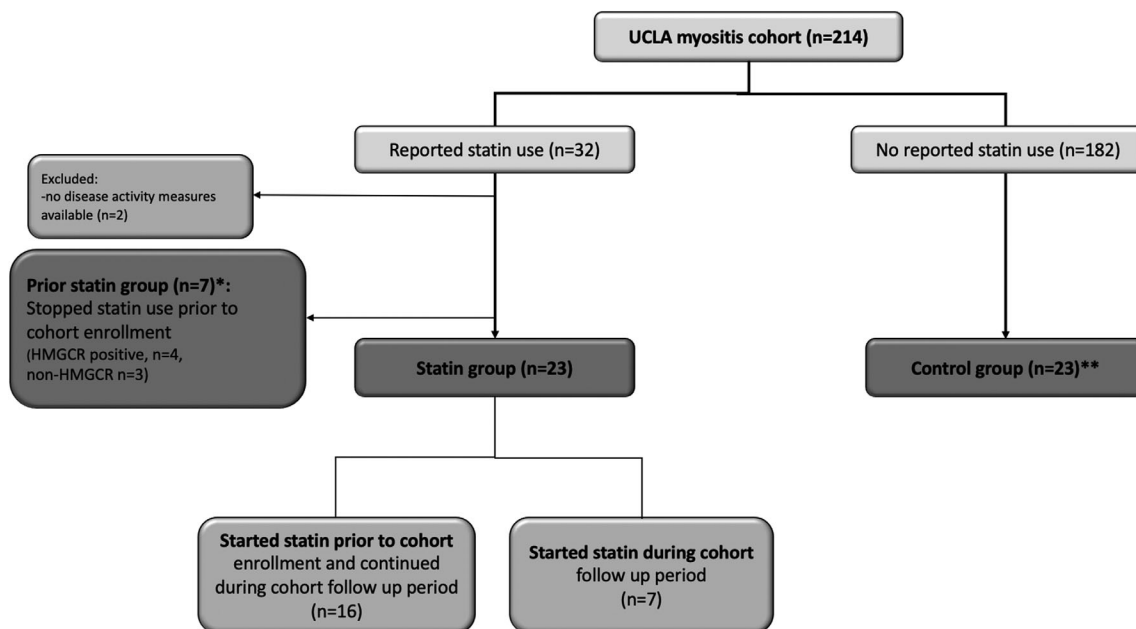 UCLA myositis cohort (n=214)
Reported statin use (n=32)
No reported statin use (n=182)
Excluded:
-no disease activity measures
available (n=2)
Prior statin group (n=7)*:
Stopped statin use prior to
cohort enrollment
(HMGCR positive, n=4,
non-HMGCR n=3)
Statin group (n=23)
Control group (n=23)**
Started statin prior to cohort
enrollment and continued
during cohort follow up period
(n=16)
Started statin during cohort
follow up period
(n=7)